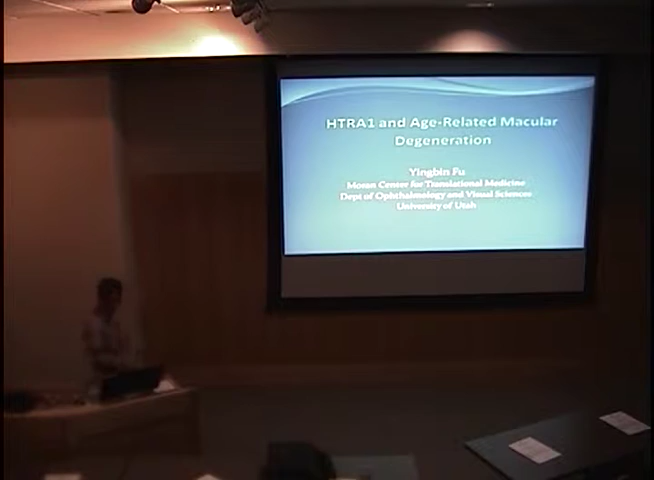 HTRA1 and Age-Related Macular
Degeneration
Yingbin Fu
Moran Center for Translational Medicine
Dept of Ophthalmology and Visual Sciences
University of Utah